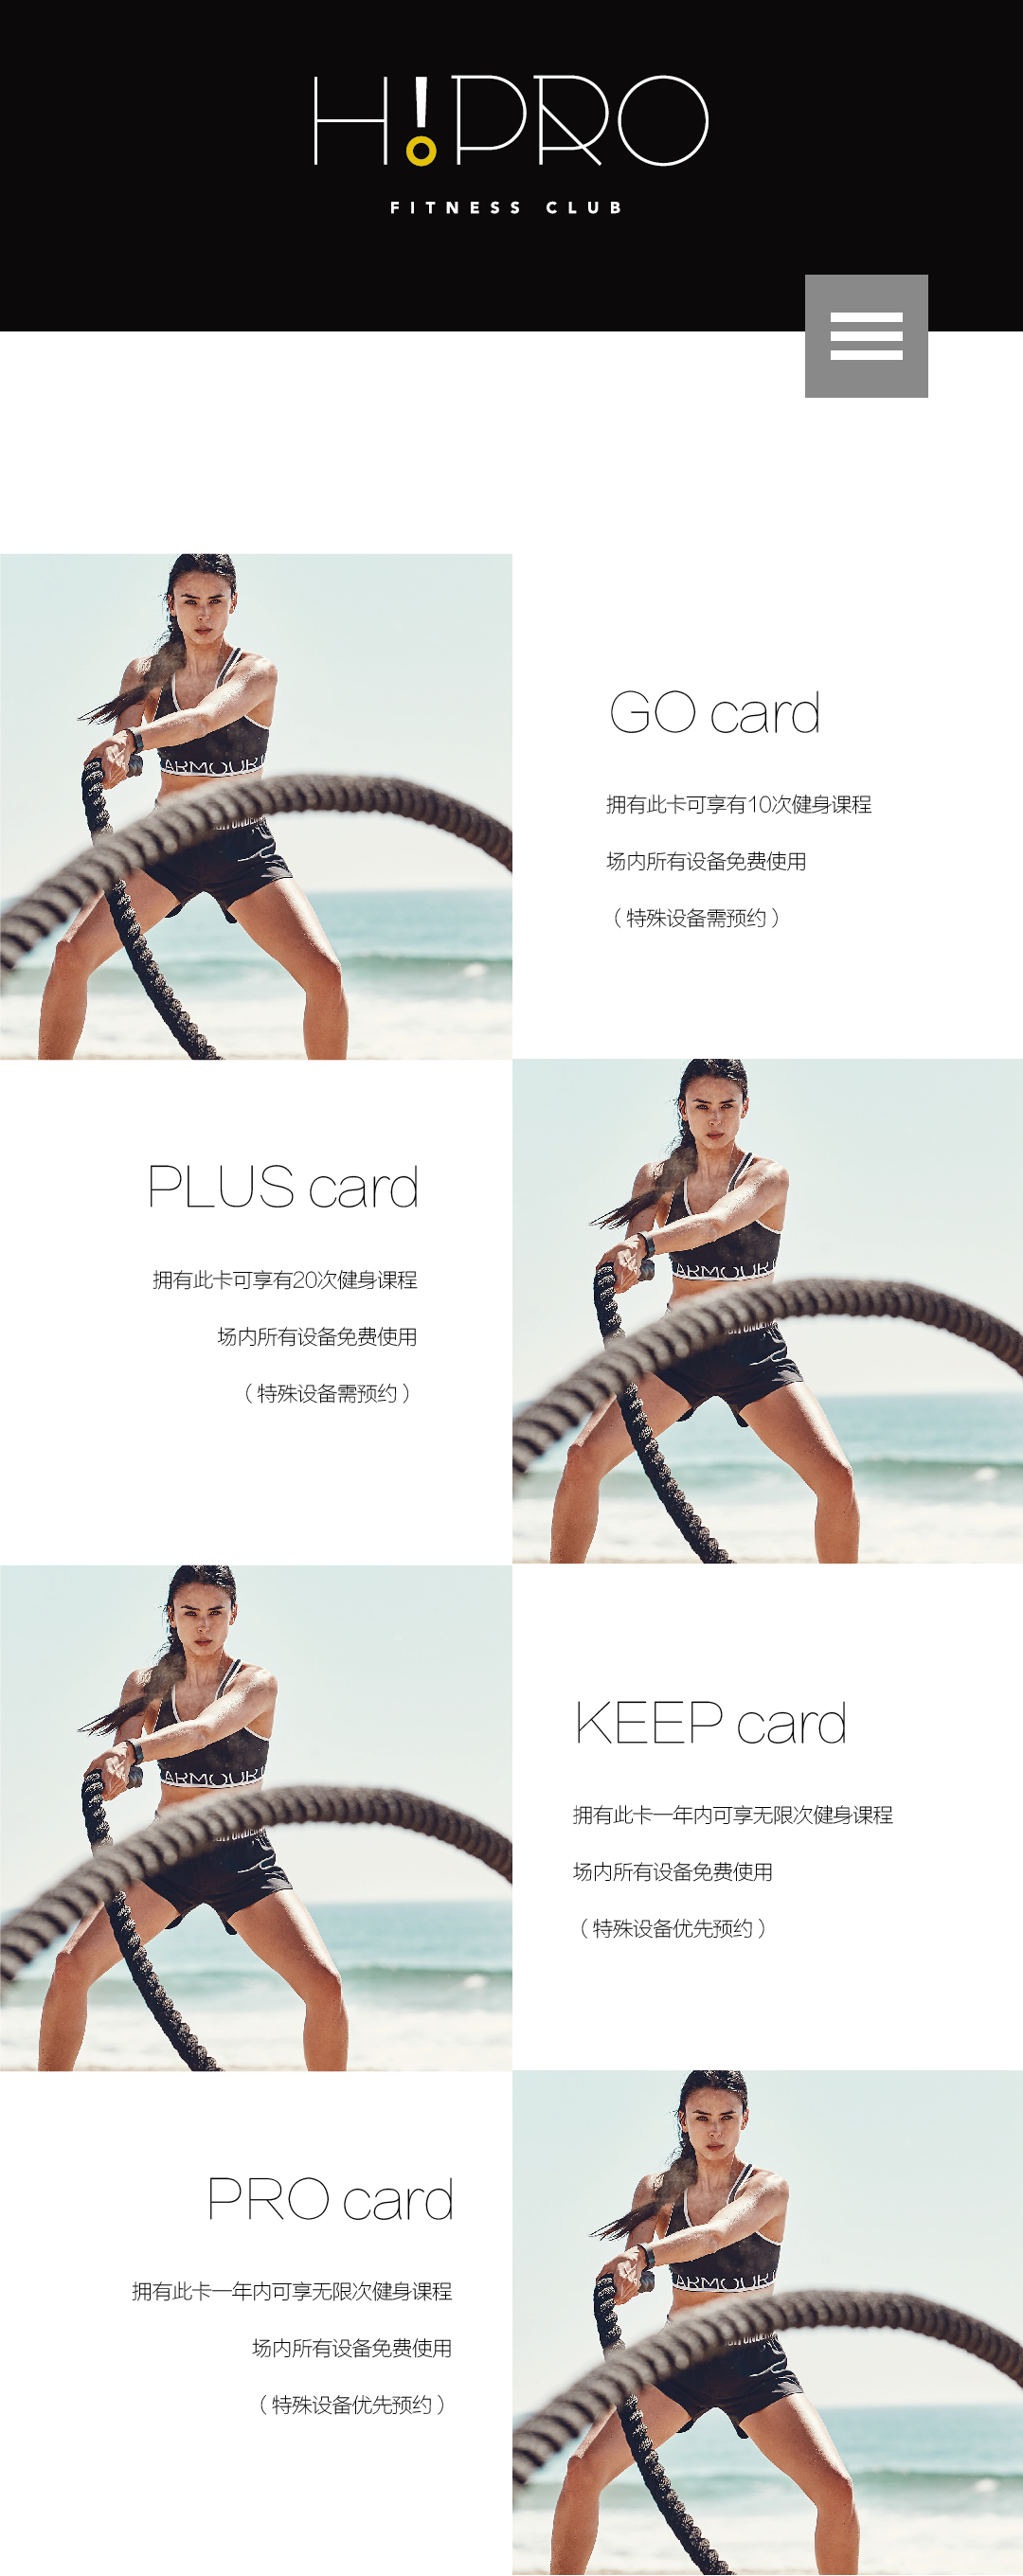 H!PRO
FITNESS CLUB
GO card
拥有此卡可享有10次健身课程
场内所有设备免费使用
（特殊设备需预约）
ARMOUR
PLUS card
拥有此卡可享有20次健身课程
场内所有设备免费使用
（特殊设备需预约）
ARMOUR
KEEP card
拥有此卡一年内可享无限次健身课程
场内所有设备免费使用
（特殊设备优先预约）
ARMOUR
PRO card
拥有此卡一年内可享无限次健身课程
场内所有设备免费使用
（特殊设备优先预约）
ARMOUR